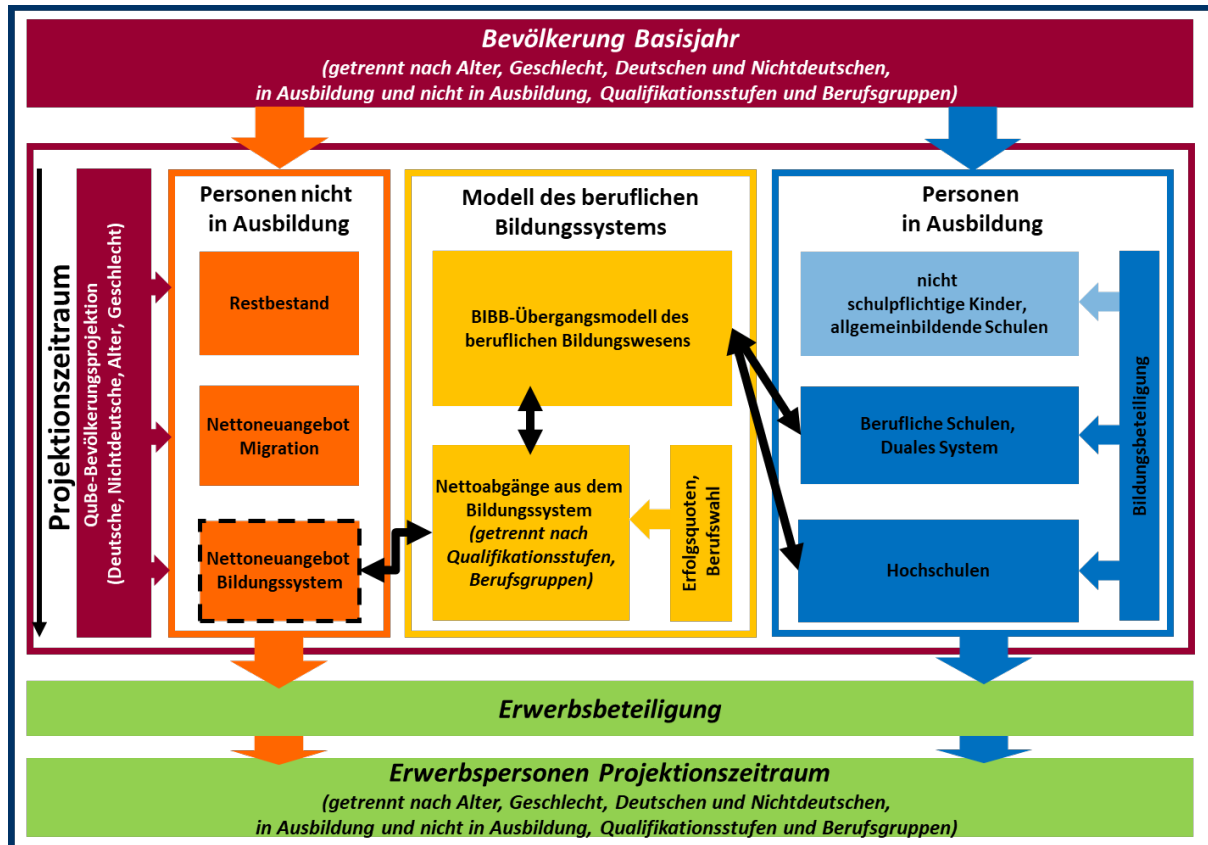 Bevölkerung Basisjahr
(getrennt nach Alter, Geschlecht, Deutschen und Nichtdeutschen,
in Ausbildung und nicht in Ausbildung, Qualifikationsstufen und Berufsgruppen)
Projektionszeitraum
QuBe-Bevölkerungsprojektion
(Deutsche, Nichtdeutsche, Alter, Geschlecht)
Personen nicht
in Ausbildung
Restbestand
Nettoneuangebot
Migration
Nettoneuangebot
Bildungssystem
Modell des beruflichen
Bildungssystems
BIBB-Übergangsmodell des
beruflichen Bildungswesens
Nettoabgänge aus dem
Bildungssystem
(getrennt nach
Qualifikationsstufen,
Berufsgruppen)
Erfolgsquoten,
Berufswahl
Personen
in Ausbildung
nicht
schulpflichtige Kinder,
allgemeinbildende Schulen
Berufliche Schulen,
Duales System
Hochschulen
Bildungsbeteiligung
Erwerbsbeteiligung
Erwerbspersonen Projektionszeitraum
(getrennt nach Alter, Geschlecht, Deutschen und Nichtdeutschen,
in Ausbildung und nicht in Ausbildung, Qualifikationsstufen und Berufsgruppen)